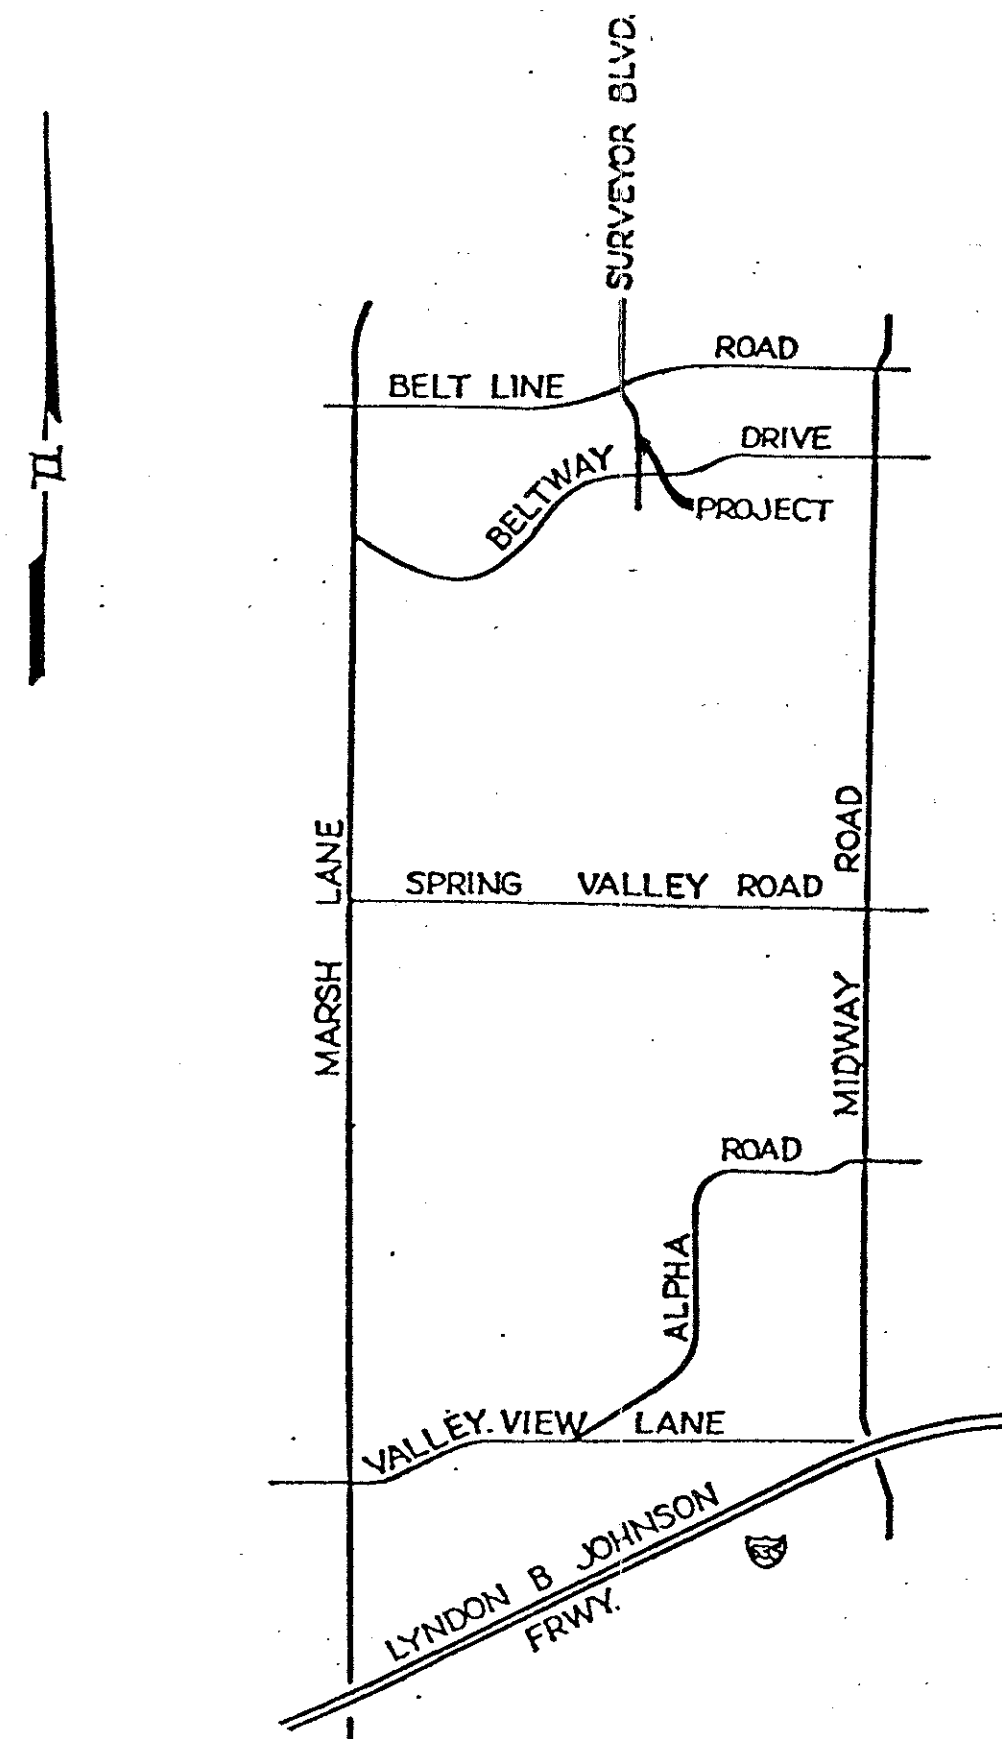 SURVEYOR BLVD.
BELT LINE ROAD
BELTWAY DRIVE
PROJECT
MARSH LANE
SPRING VALLEY ROAD
MIDWAY ROAD
ALPHA ROAD
VALLEY VIEW LANE
LYNDON B JOHNSON
FRWY.
635